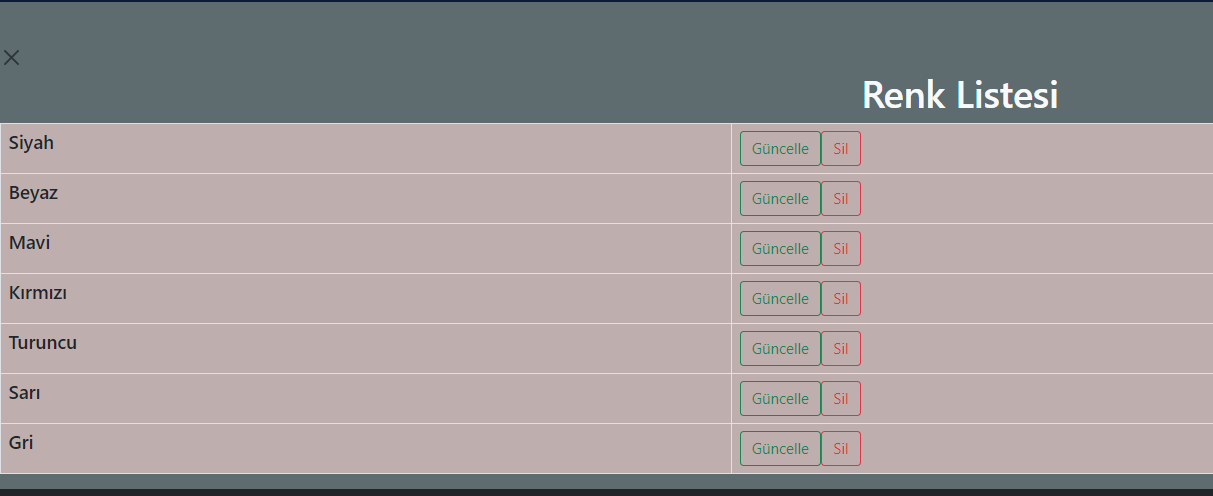 Renk Listesi
Siyah Güncelle Sil
Beyaz Güncelle Sil
Mavi Güncelle Sil
Kırmızı Güncelle Sil
Turuncu Güncelle Sil
Sarı Güncelle Sil
Gri Güncelle Sil